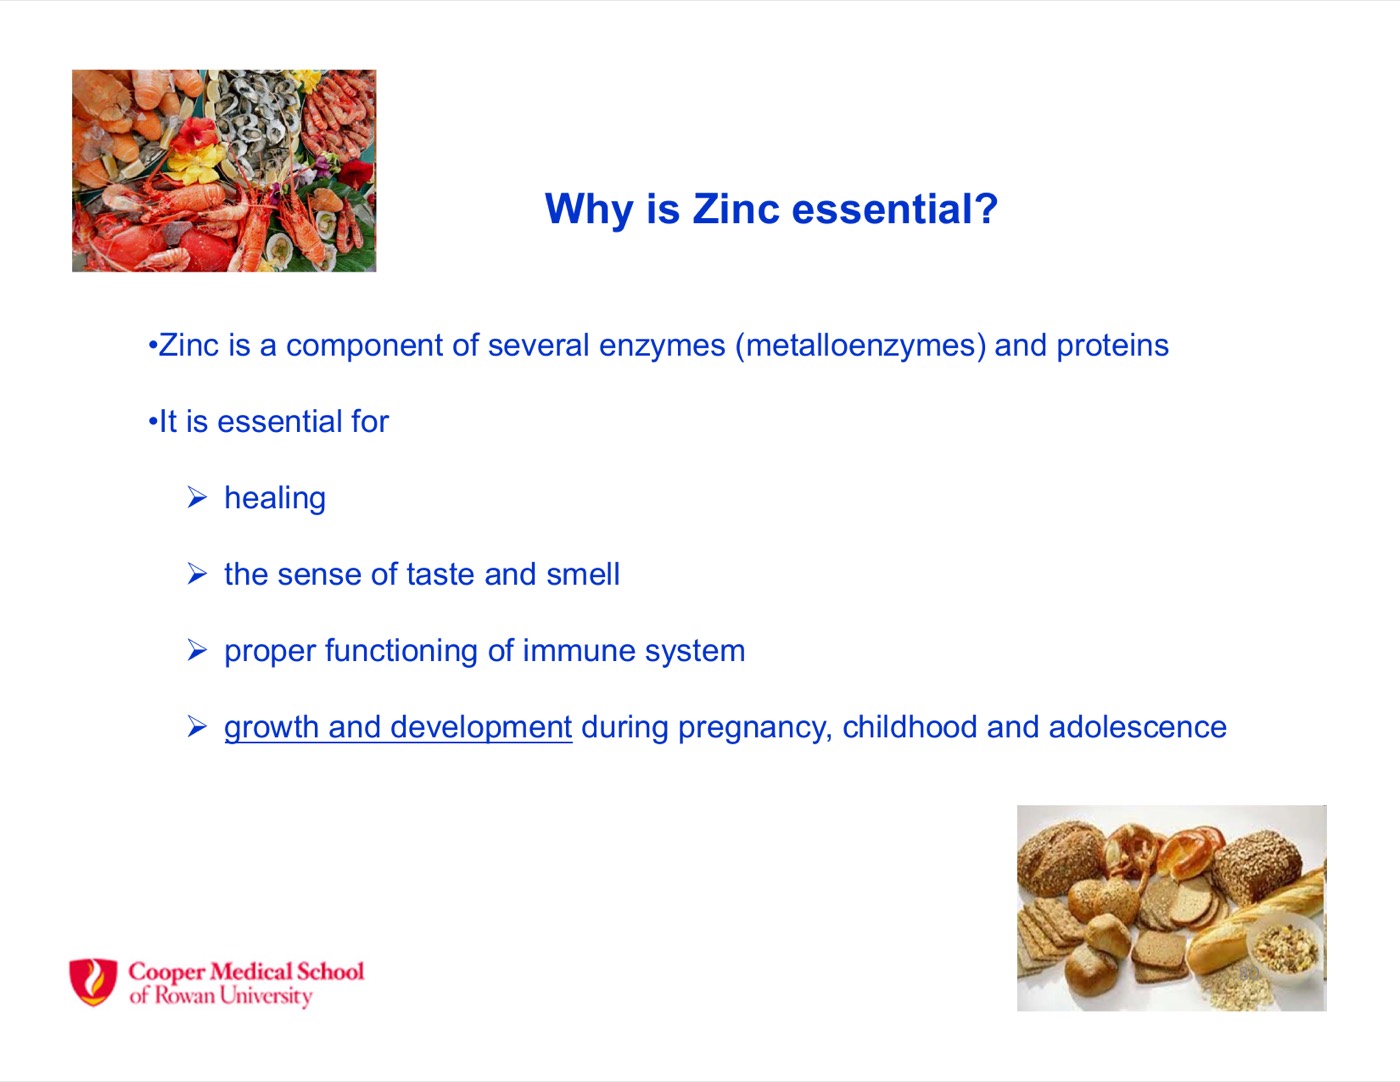 Why is Zinc essential?
•Zinc is a component of several enzymes (metalloenzymes) and proteins
•It is essential for
➢ healing
➢ the sense of taste and smell
➢ proper functioning of immune system
➢ growth and development during pregnancy, childhood and adolescence
Cooper Medical School
of Rowan University